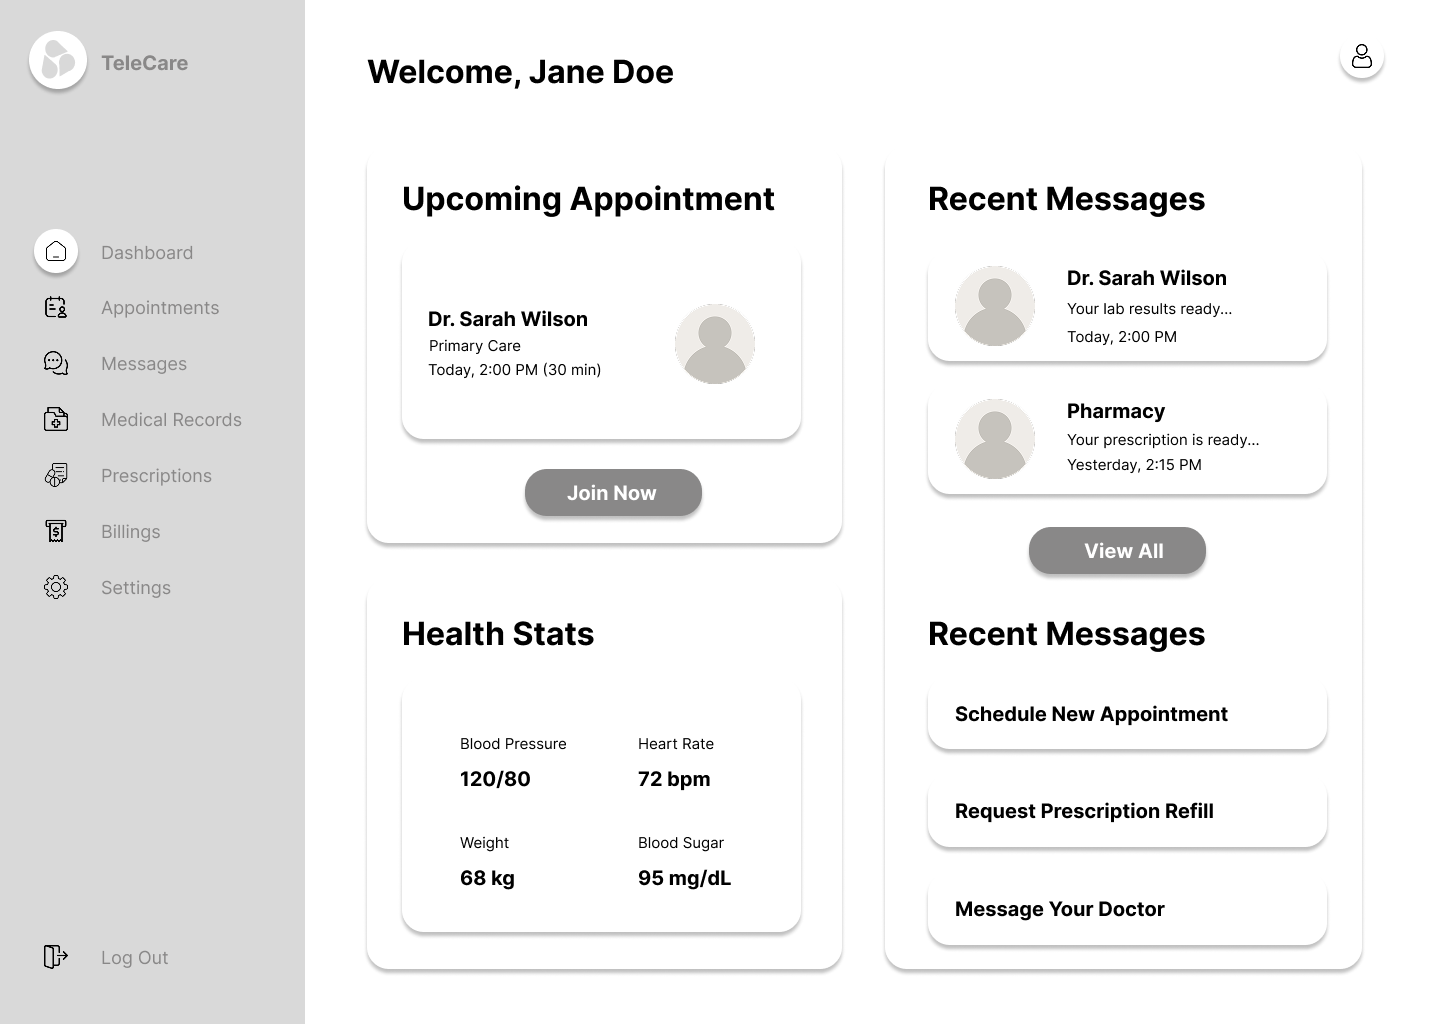 TeleCare
Dashboard
Appointments
Messages
Medical Records
Prescriptions
Billings
Settings
Log Out
Welcome, Jane Doe
Upcoming Appointment
Dr. Sarah Wilson
Primary Care
Today, 2:00 PM (30 min)
Join Now
Health Stats
Blood Pressure
120/80
Heart Rate
72 bpm
Weight
68 kg
Blood Sugar
95 mg/dL
Recent Messages
Dr. Sarah Wilson
Your lab results ready...
Today, 2:00 PM
Pharmacy
Your prescription is ready...
Yesterday, 2:15 PM
View All
Recent Messages
Schedule New Appointment
Request Prescription Refill
Message Your Doctor